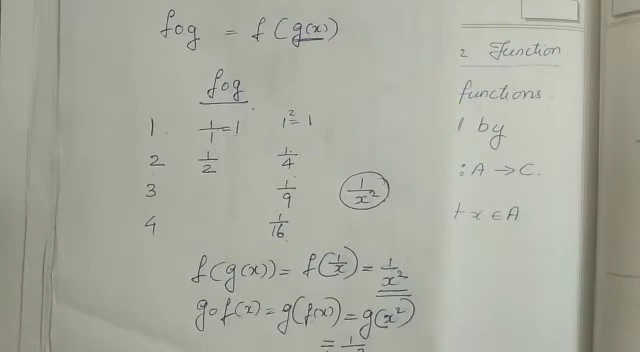 fog = f(g(x))
fog
1. 1/1 = 1 1² = 1
2 1/2 1/4
3 1/9 1/x²
4 1/16
f(g(x)) = f(1/x) = 1/x²
gof(x) = g(f(x)) = g(x²)
2 Function.
functions
by
: A → C.
x ∈ A